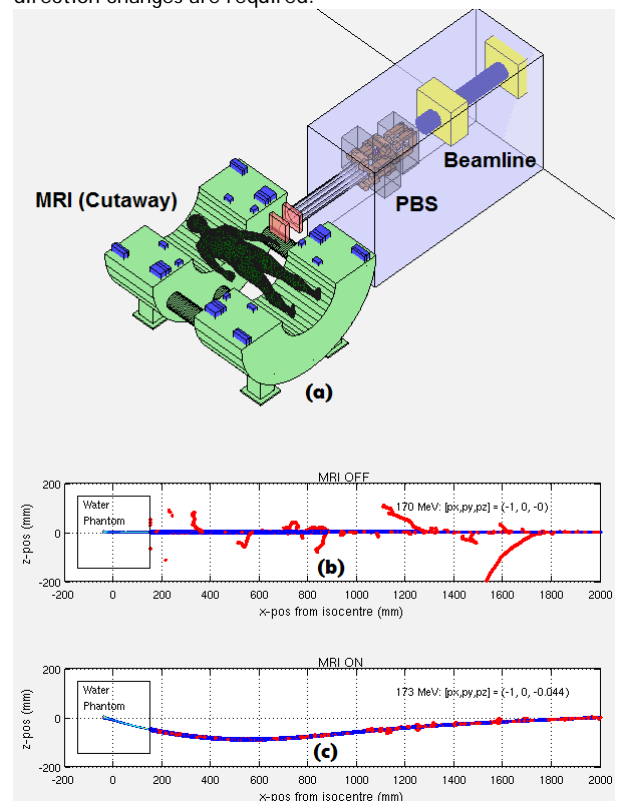 direction changes are required.
MRI (Cutaway)
Beamline
PBS
(a)
MRI OFF
200
0
-200
z-pos (mm)
Water
Phantom
170 MeV: [px,py,pz] = (-1, 0, -0)
(b)
-200 0 200 400 600 800 1000 1200 1400 1600 1800 2000
x-pos from isocentre (mm)
MRI ON
200
0
-200
z-pos (mm)
Water
Phantom
173 MeV: [px,py,pz] = (-1, 0, -0.044)
(c)
-200 0 200 400 600 800 1000 1200 1400 1600 1800 2000
x-pos from isocentre (mm)